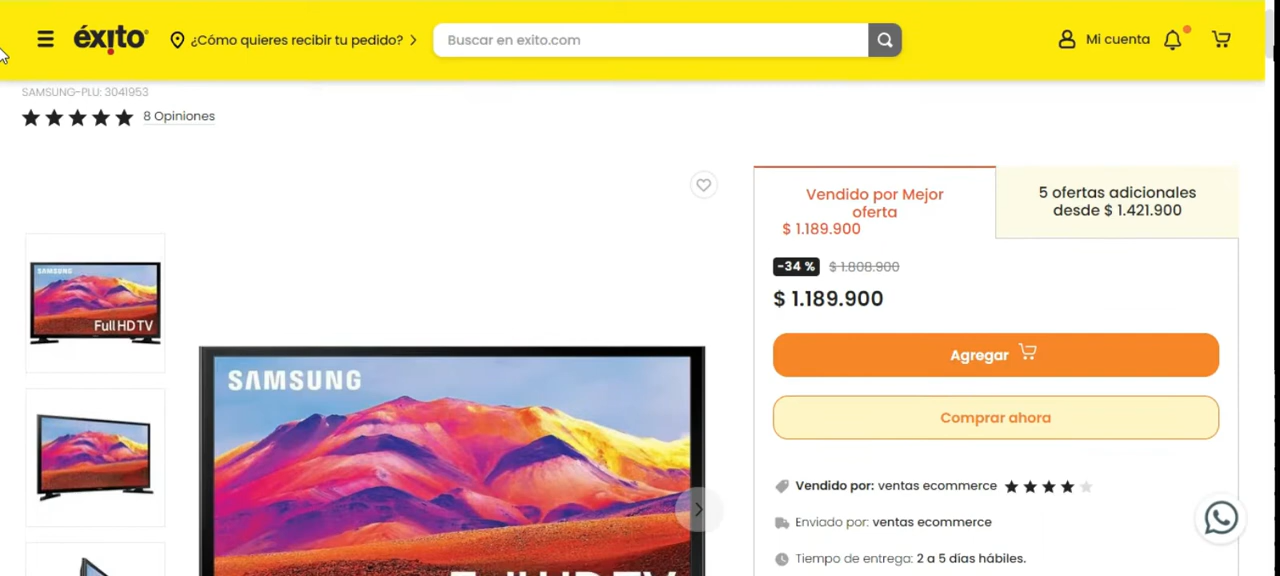 éxito
¿Cómo quieres recibir tu pedido?
Buscar en exito.com
Mi cuenta
SAMSUNG-PLU: 3041953
8 Opiniones
Vendido por Mejor
oferta
$ 1.189.900
5 ofertas adicionales
desde $ 1.421.900
-34 % $ 1.808.900
$ 1.189.900
Agregar
Comprar ahora
Vendido por: ventas ecommerce
Enviado por: ventas ecommerce
Tiempo de entrega: 2 a 5 días hábiles.
SAMSUNG
Full HD TV
SAMSUNG
Full HD TV